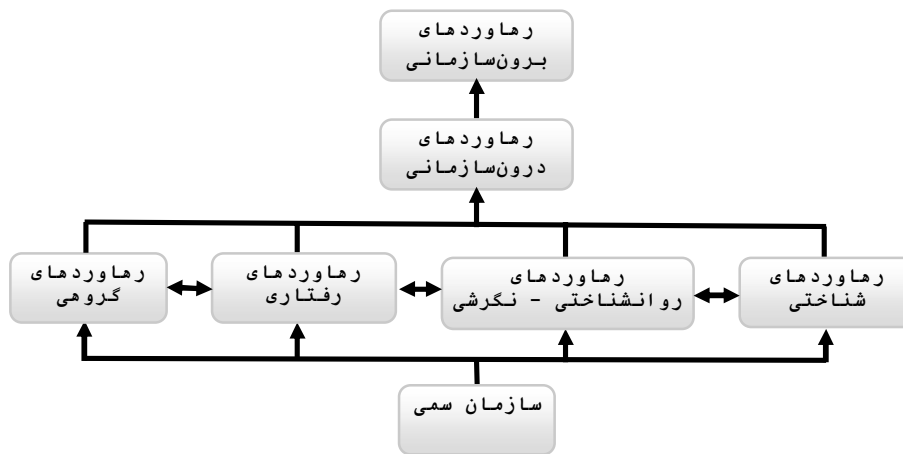 رهاوردهای
برون‌سازمانی
رهاوردهای
درون‌سازمانی
رهاوردهای
شناختی
رهاوردهای
روانشناختی - نگرشی
رهاوردهای
رفتاری
رهاوردهای
گروهی
سازمان سمی